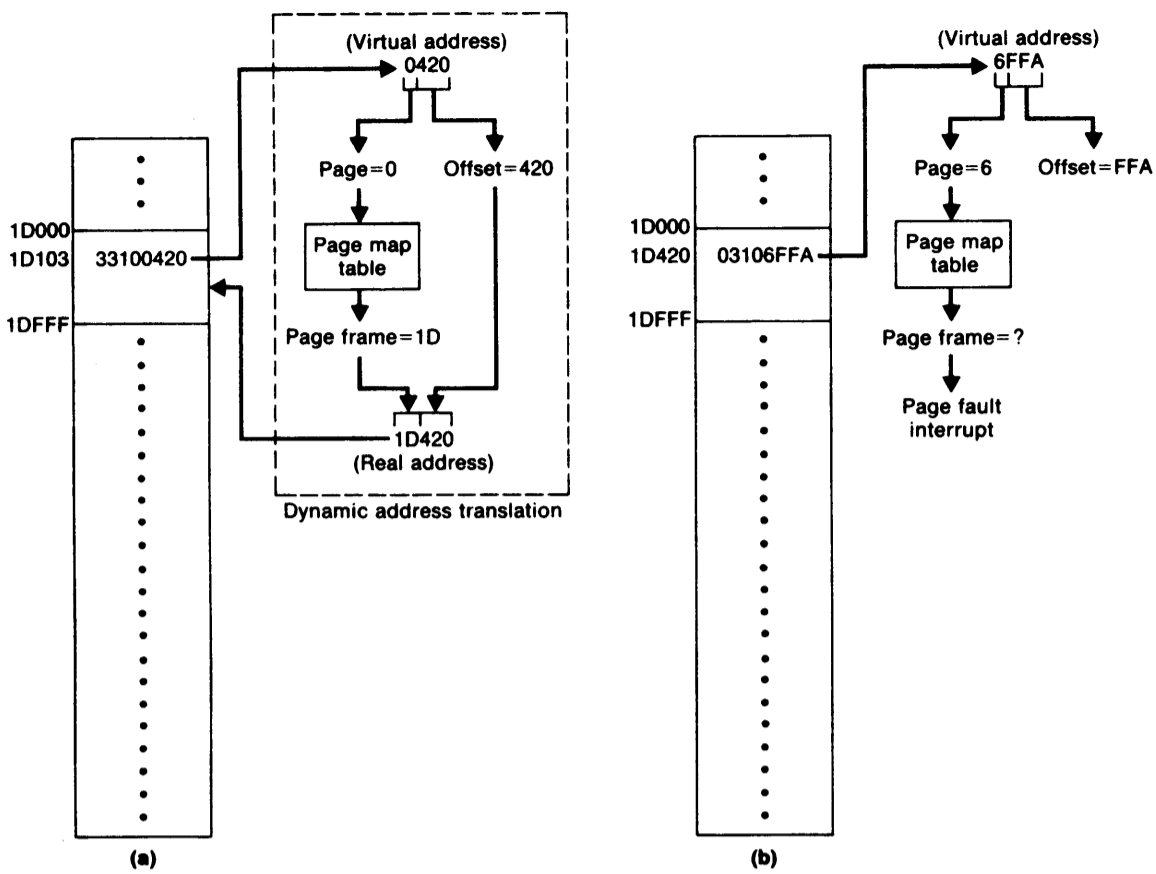 (Virtual address)
0420
Page=0
Offset=420
1D000
1D103
33100420
Page map
table
1DFFF
Page frame=1D
1D420
(Real address)
Dynamic address translation
(a)
(Virtual address)
6FFA
Page=6
Offset=FFA
1D000
1D420
03106FFA
Page map
table
1DFFF
Page frame=?
Page fault
interrupt
(b)